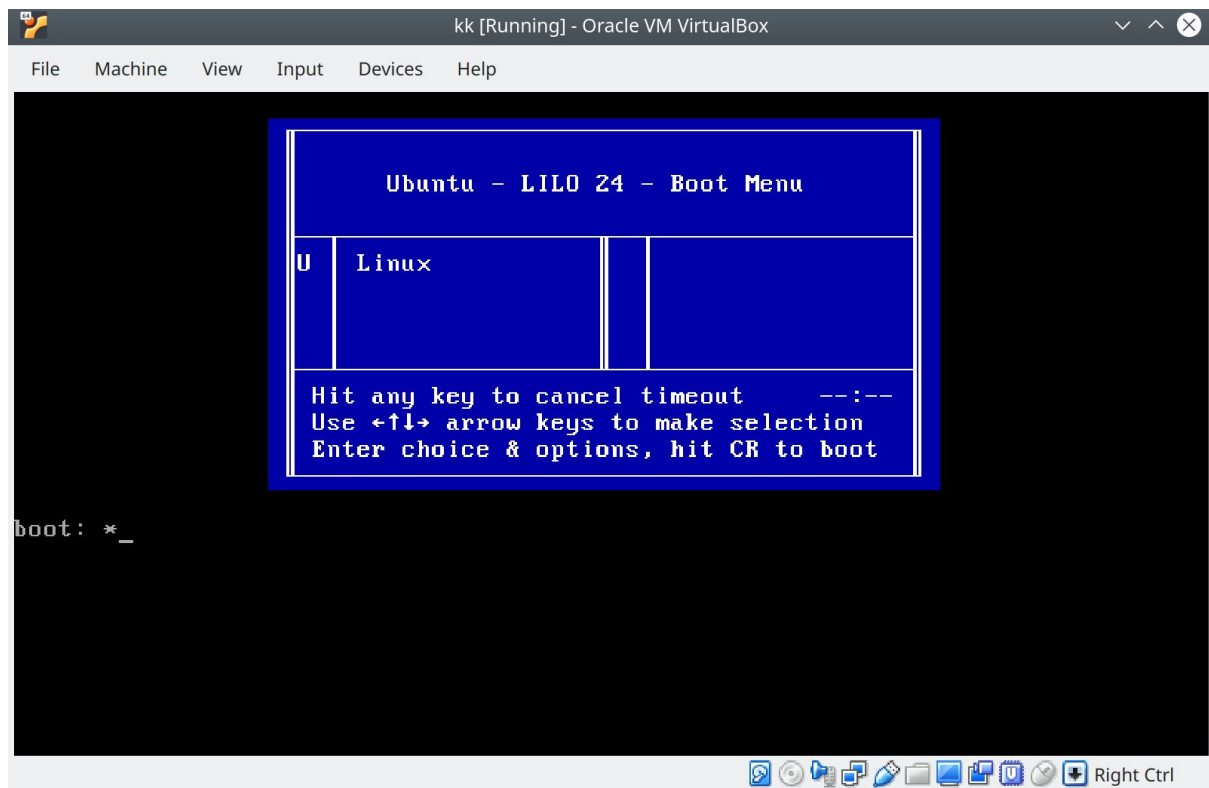 kk [Running] - Oracle VM VirtualBox
File Machine View Input Devices Help
Ubuntu - LILO 24 - Boot Menu
U Linux
Hit any key to cancel timeout --:--
Use ←↑↓→ arrow keys to make selection
Enter choice & options, hit CR to boot
boot: *_
Right Ctrl